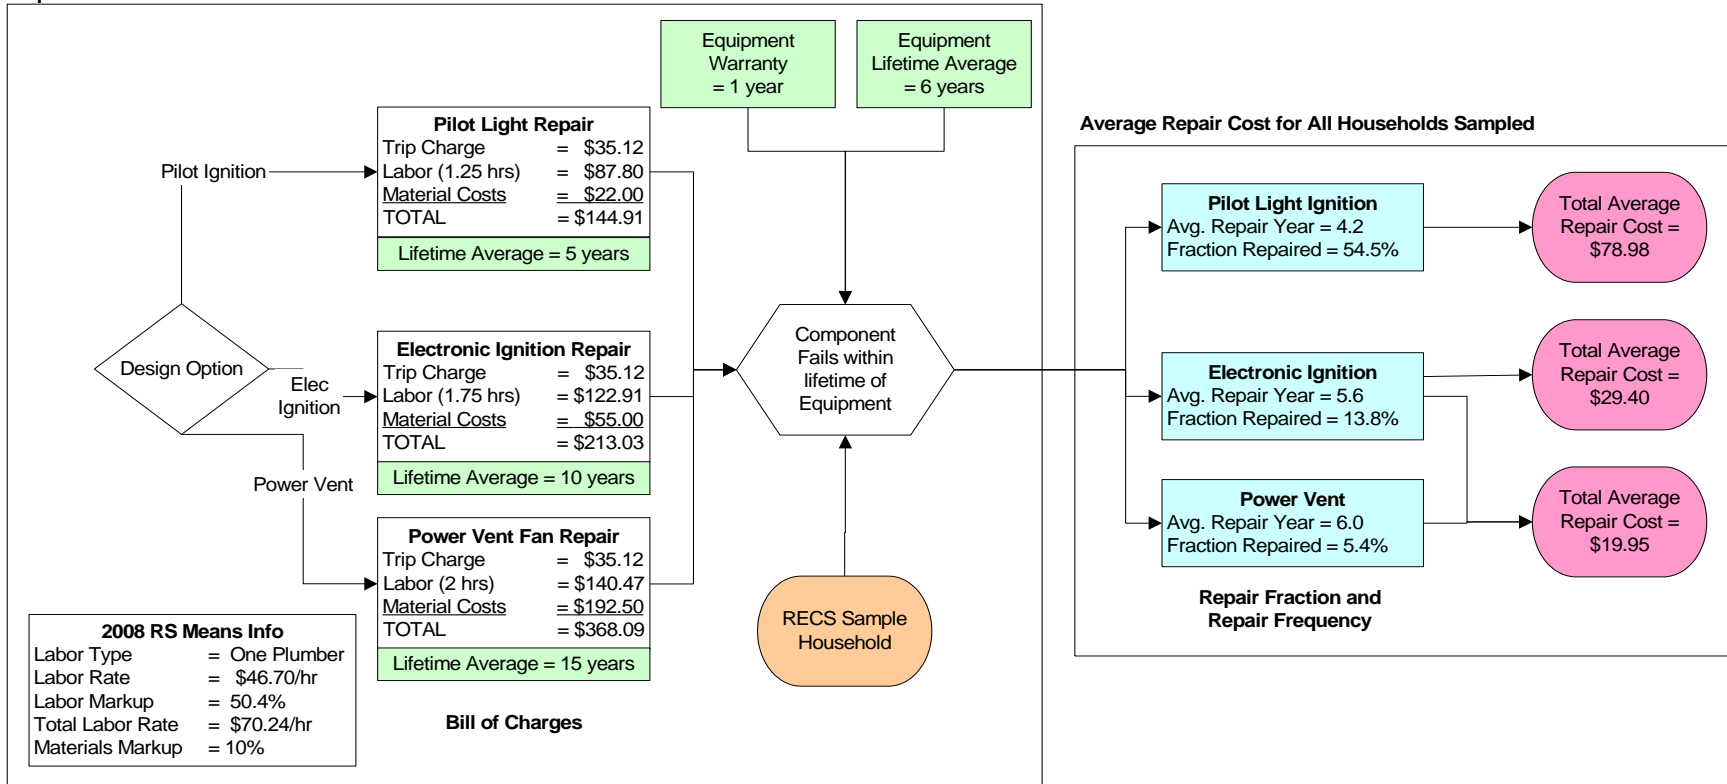 Equipment
Warranty
= 1 year
Equipment
Lifetime Average
= 6 years
Pilot Light Repair
Trip Charge = $35.12
Labor (1.25 hrs) = $87.80
Material Costs = $22.00
TOTAL = $144.91
Lifetime Average = 5 years
Pilot Ignition
Design Option
Elec
Ignition
Power Vent
Electronic Ignition Repair
Trip Charge = $35.12
Labor (1.75 hrs) = $122.91
Material Costs = $55.00
TOTAL = $213.03
Lifetime Average = 10 years
Power Vent Fan Repair
Trip Charge = $35.12
Labor (2 hrs) = $140.47
Material Costs = $192.50
TOTAL = $368.09
Lifetime Average = 15 years
2008 RS Means Info
Labor Type = One Plumber
Labor Rate = $46.70/hr
Labor Markup = 50.4%
Total Labor Rate = $70.24/hr
Materials Markup = 10%
Bill of Charges
Component
Fails within
lifetime of
Equipment
RECS Sample
Household
Average Repair Cost for All Households Sampled
Pilot Light Ignition
Avg. Repair Year = 4.2
Fraction Repaired = 54.5%
Total Average
Repair Cost =
$78.98
Electronic Ignition
Avg. Repair Year = 5.6
Fraction Repaired = 13.8%
Total Average
Repair Cost =
$29.40
Power Vent
Avg. Repair Year = 6.0
Fraction Repaired = 5.4%
Total Average
Repair Cost =
$19.95
Repair Fraction and
Repair Frequency